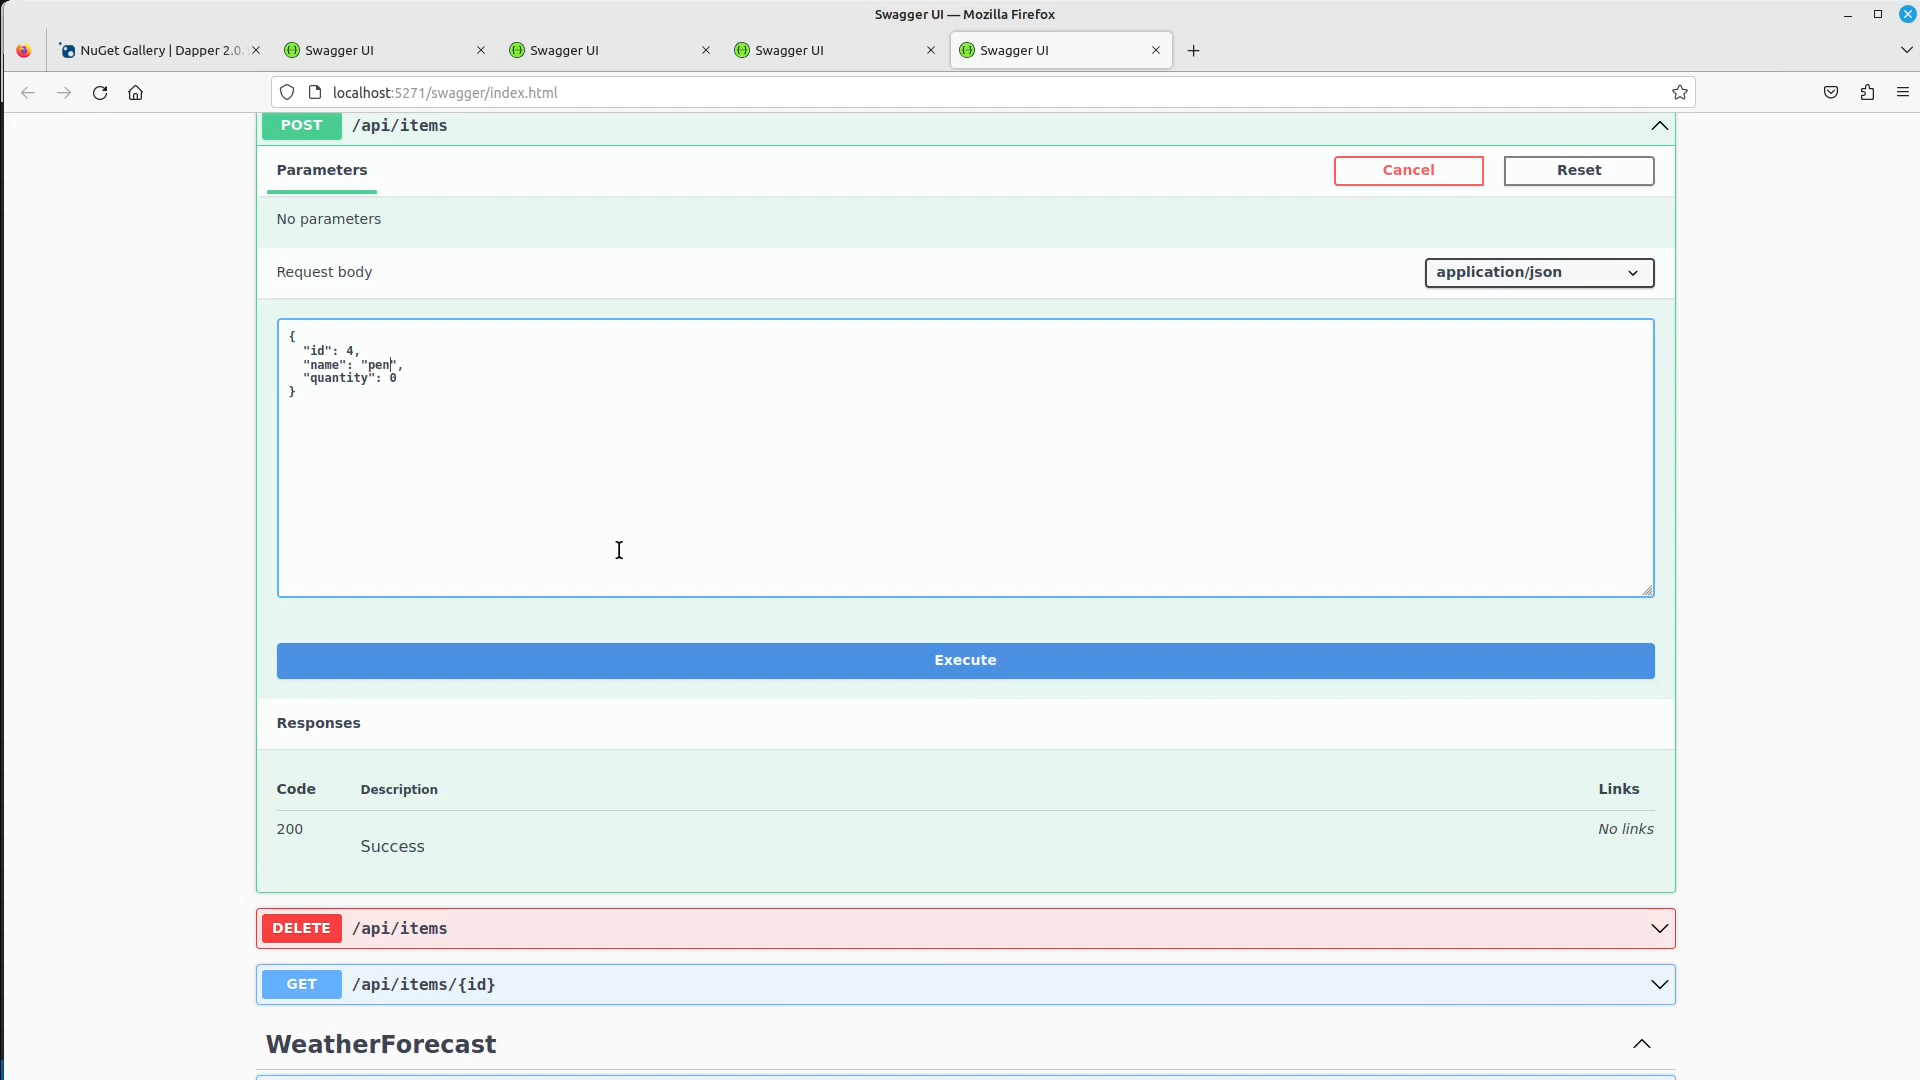 Swagger UI — Mozilla Firefox
NuGet Gallery | Dapper 2.0.
Swagger UI
Swagger UI
Swagger UI
Swagger UI
localhost:5271/swagger/index.html
POST /api/items
Parameters
Cancel
Reset
No parameters
Request body
application/json
{
"id": 4,
"name": "pen",
"quantity": 0
}
Execute
Responses
Code Description Links
200 No links
Success
DELETE /api/items
GET /api/items/{id}
WeatherForecast